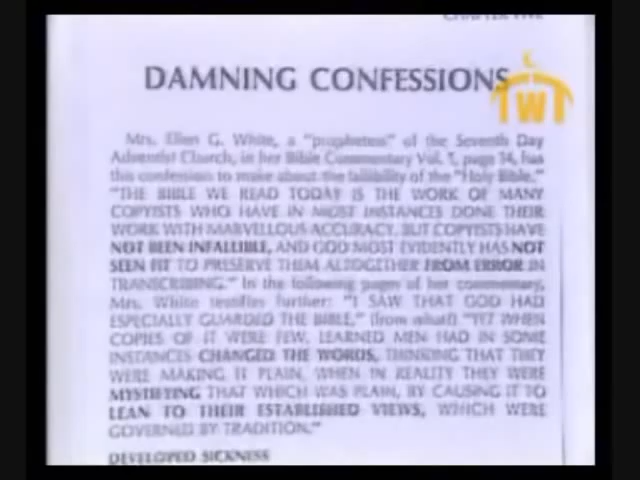 CHAPTER FIVE
DAMNING CONFESSIONS
W
Mrs. Ellen G. White, a "prophetess" of the Seventh Day
Adventist Church, in her Bible Commentary Vol. 1, page 14, has
this confession to make about the fallibility of the "Holy Bible."
"THE BIBLE WE READ TODAY IS THE WORK OF MANY
COPYISTS WHO HAVE IN MOST INSTANCES DONE THEIR
WORK WITH MARVELLOUS ACCURACY. BUT COPYISTS HAVE
NOT BEEN INFALLIBLE, AND GOD MOST EVIDENTLY HAS NOT
SEEN FIT TO PRESERVE THEM ALTOGETHER FROM ERROR IN
TRANSCRIBING." In the following pages of her commentary,
Mrs. White testifies further: "I SAW THAT GOD HAD
ESPECIALLY GUARDED THE BIBLE," (from what?) "YET WHEN
COPIES OF IT WERE FEW, LEARNED MEN HAD IN SOME
INSTANCES CHANGED THE WORDS, THINKING THAT THEY
WERE MAKING IT PLAIN, WHEN IN REALITY THEY WERE
MYSTIFYING THAT WHICH WAS PLAIN, BY CAUSING IT TO
LEAN TO THEIR ESTABLISHED VIEWS, WHICH WERE
GOVERNED BY TRADITION."
DEVELOPED SICKNESS